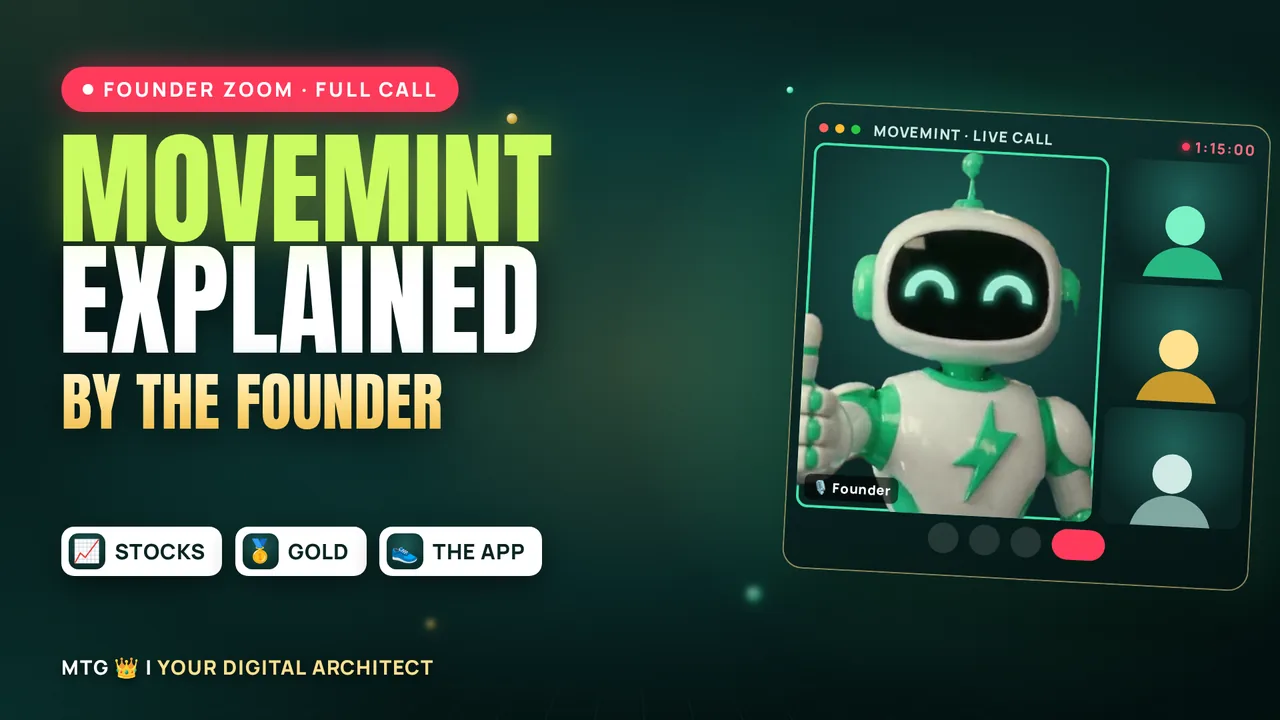 FOUNDER ZOOM · FULL CALL
MOVEMINT
EXPLAINED
BY THE FOUNDER
STOCKS
GOLD
THE APP
MTG 👑 | YOUR DIGITAL ARCHITECT
MOVEMINT · LIVE CALL
1:15:00
Founder